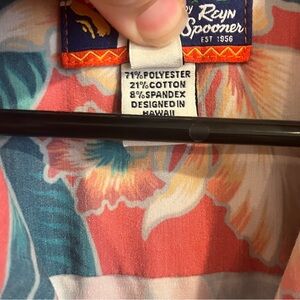 by Reyn
Spooner
EST 1956
71%POLYESTER
21%COTTON
8%SPANDEX
DESIGNED IN
HAWAII